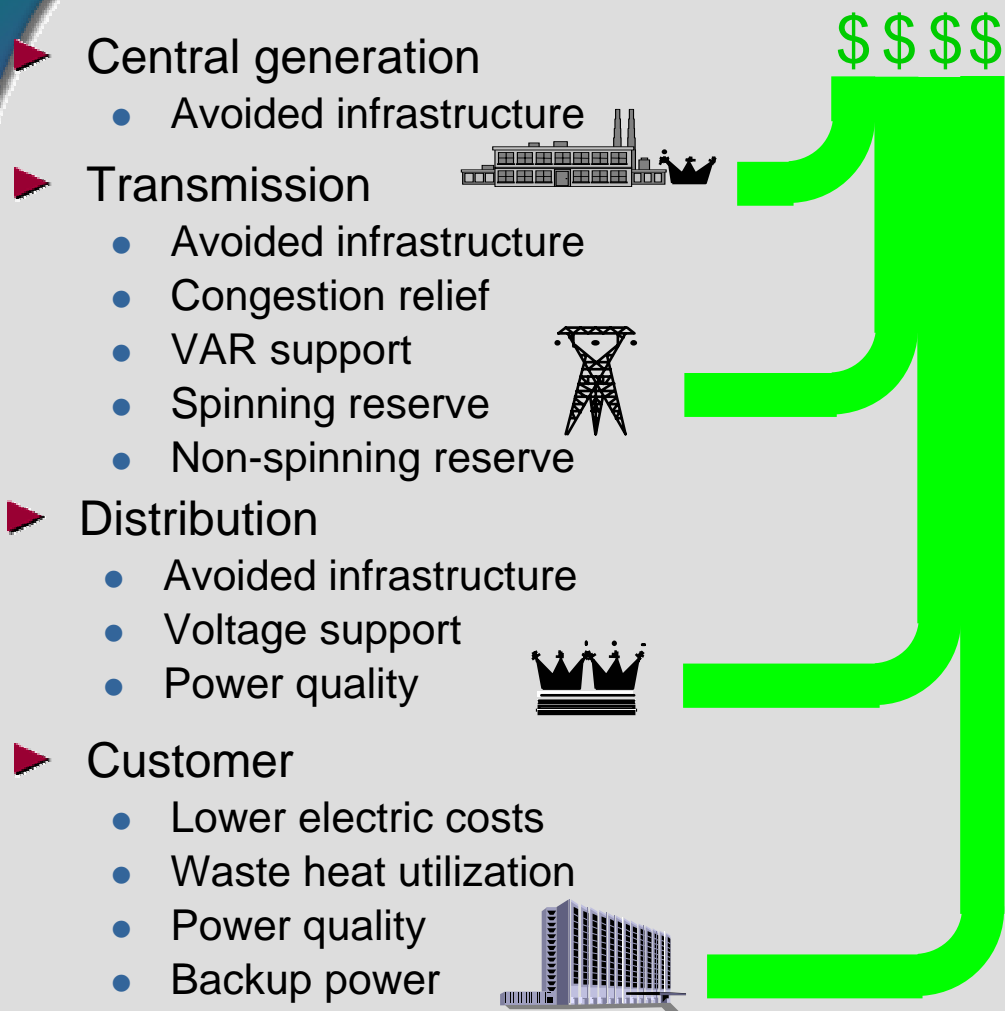 $ $ $ $
Central generation
Avoided infrastructure
Transmission
Avoided infrastructure
Congestion relief
VAR support
Spinning reserve
Non-spinning reserve
Distribution
Avoided infrastructure
Voltage support
Power quality
Customer
Lower electric costs
Waste heat utilization
Power quality
Backup power